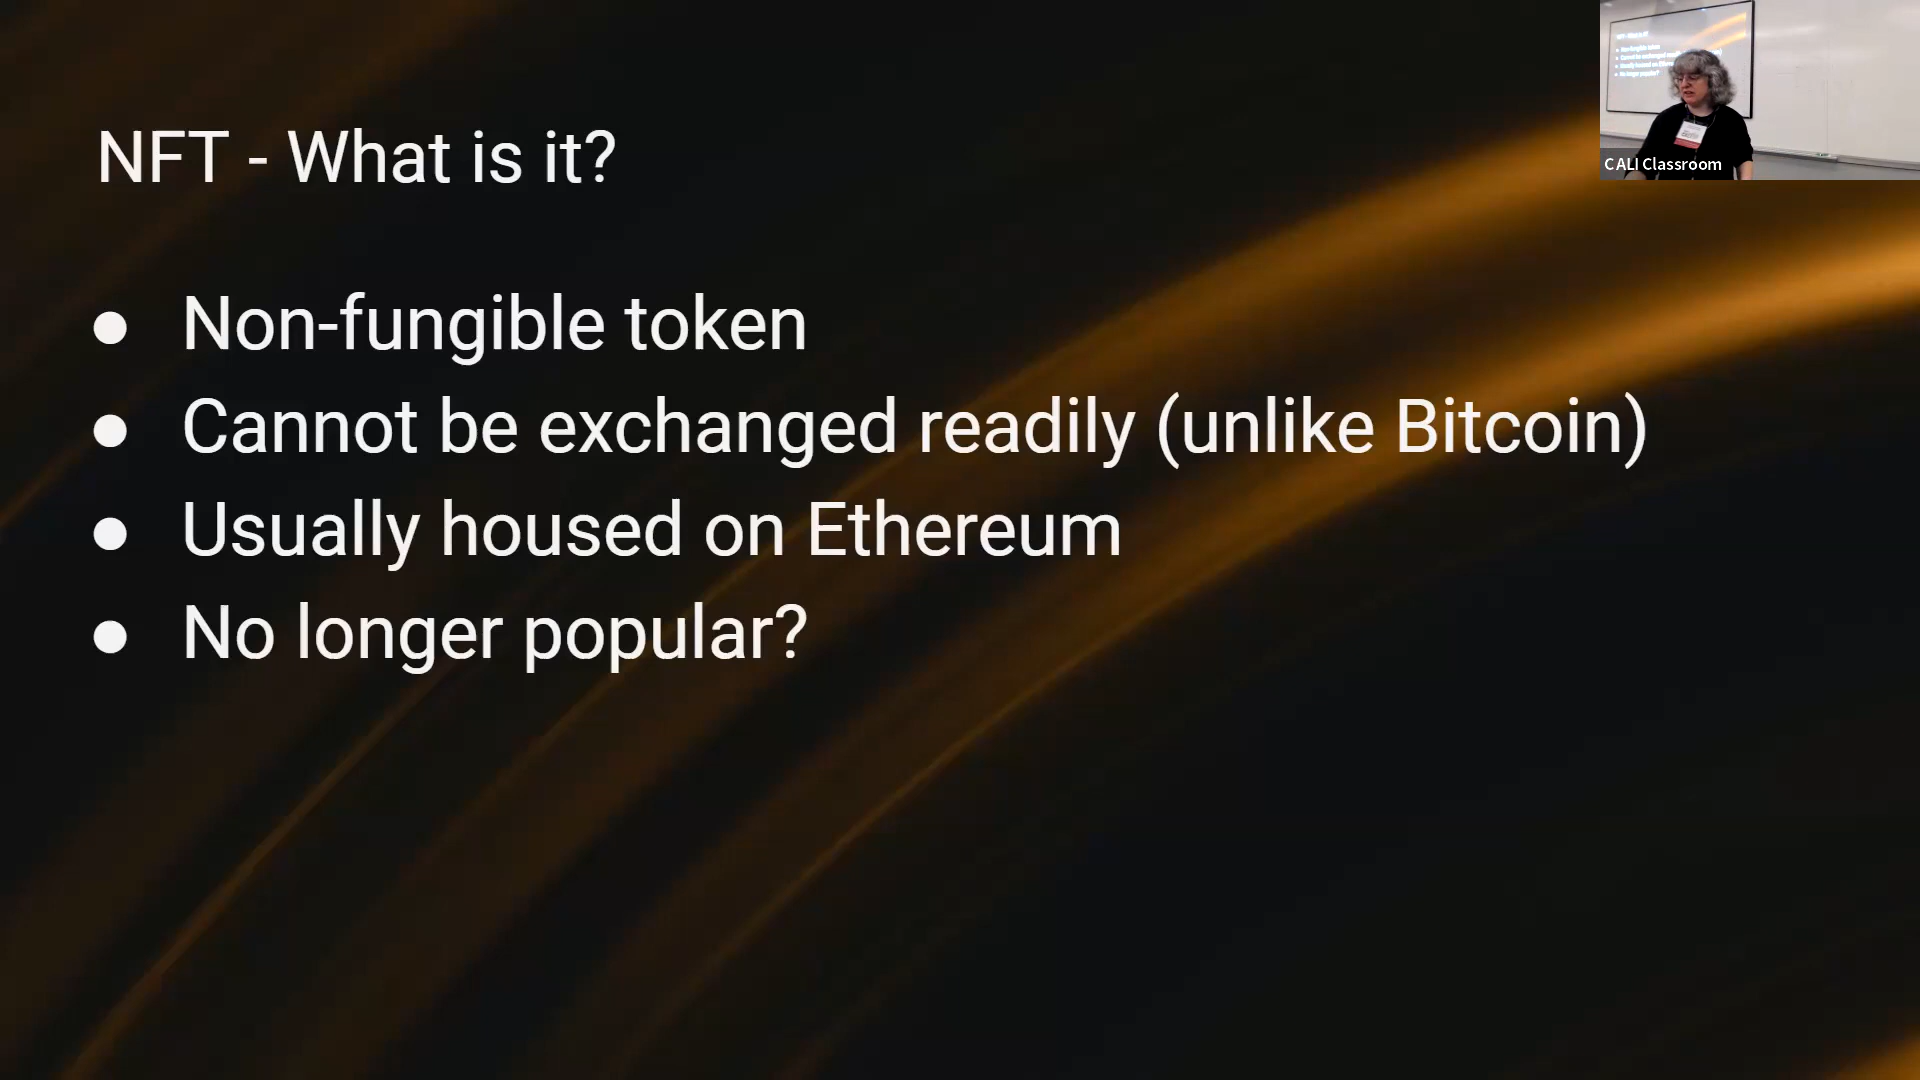 NFT - What is it?
● Non-fungible token
● Cannot be exchanged readily (unlike Bitcoin)
● Usually housed on Ethereum
● No longer popular?
CALI Classroom